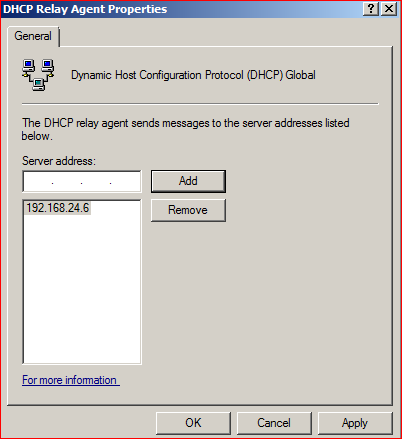 DHCP Relay Agent Properties
General
Dynamic Host Configuration Protocol (DHCP) Global
The DHCP relay agent sends messages to the server addresses listed
below.
Server address:
. . .
Add
192.168.24.6
Remove
For more information
OK Cancel Apply